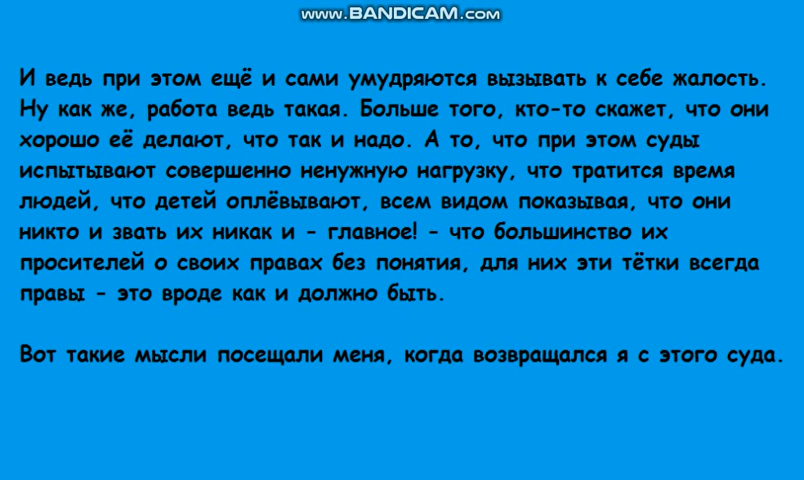 www.BANDICAM.com
И ведь при этом ещё и сами умудряются вызывать к себе жалость.
Ну как же, работа ведь такая. Больше того, кто-то скажет, что они
хорошо её делают, что так и надо. А то, что при этом суды
испытывают совершенно ненужную нагрузку, что тратится время
людей, что детей оплёвывают, всем видом показывая, что они
никто и звать их никак и - главное! - что большинство их
просителей о своих правах без понятия, для них эти тётки всегда
правы - это вроде как и должно быть.
Вот такие мысли посещали меня, когда возвращался я с этого суда.